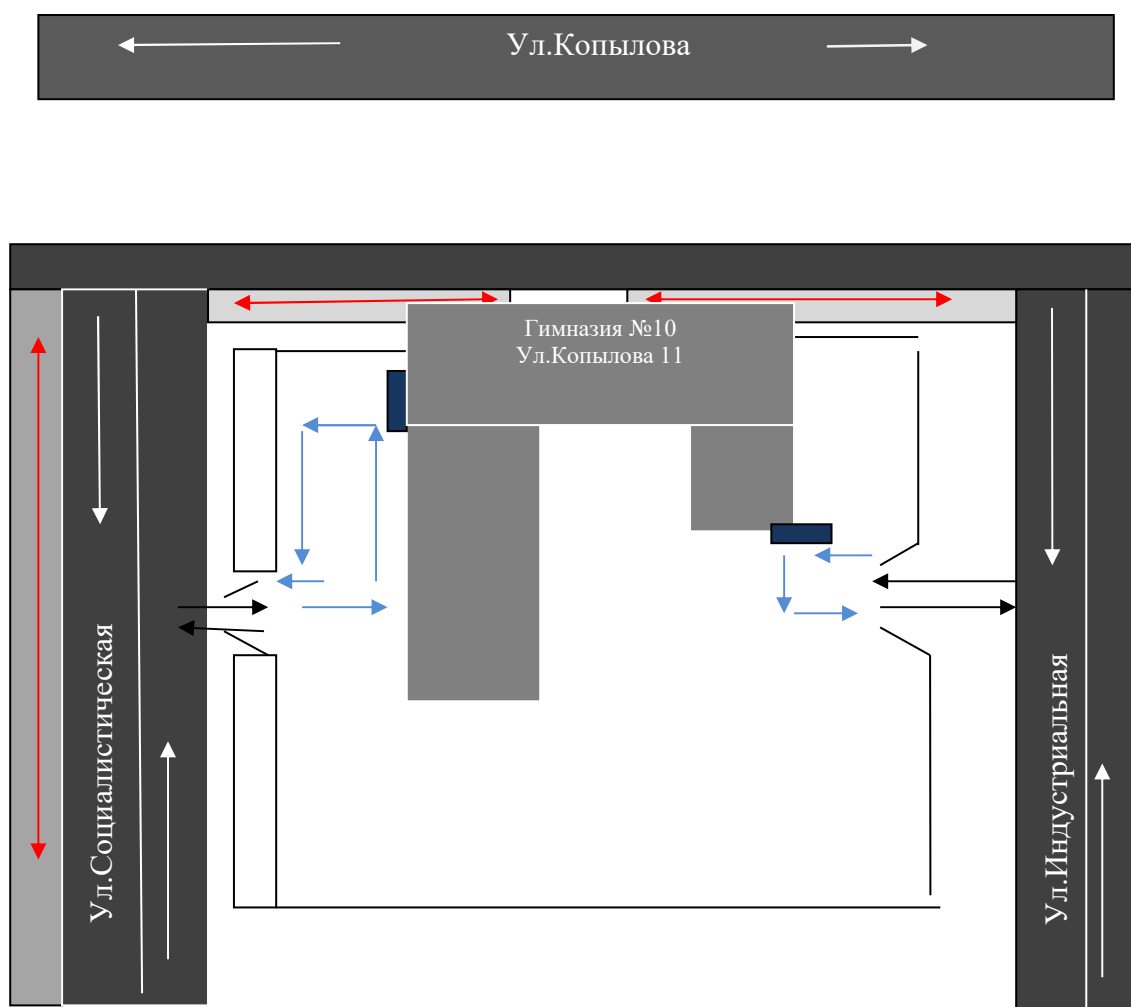 Ул.Копылова
Гимназия №10
Ул.Копылова 11
Ул.Социалистическая
Ул.Индустриальная